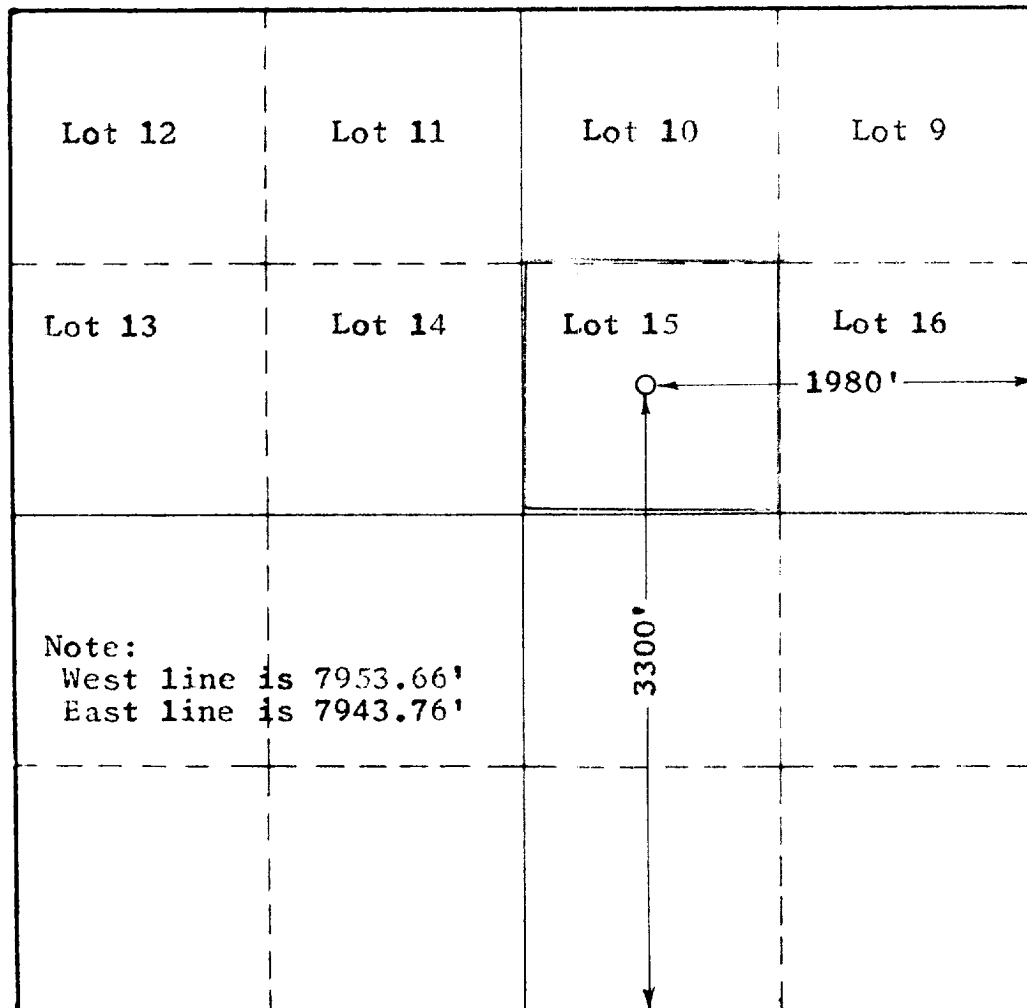 Lot 12 Lot 11 Lot 10 Lot 9
Lot 13 Lot 14 Lot 15 Lot 16
1980'
3300'
Note:
West line is 7953.66'
East line is 7943.76'